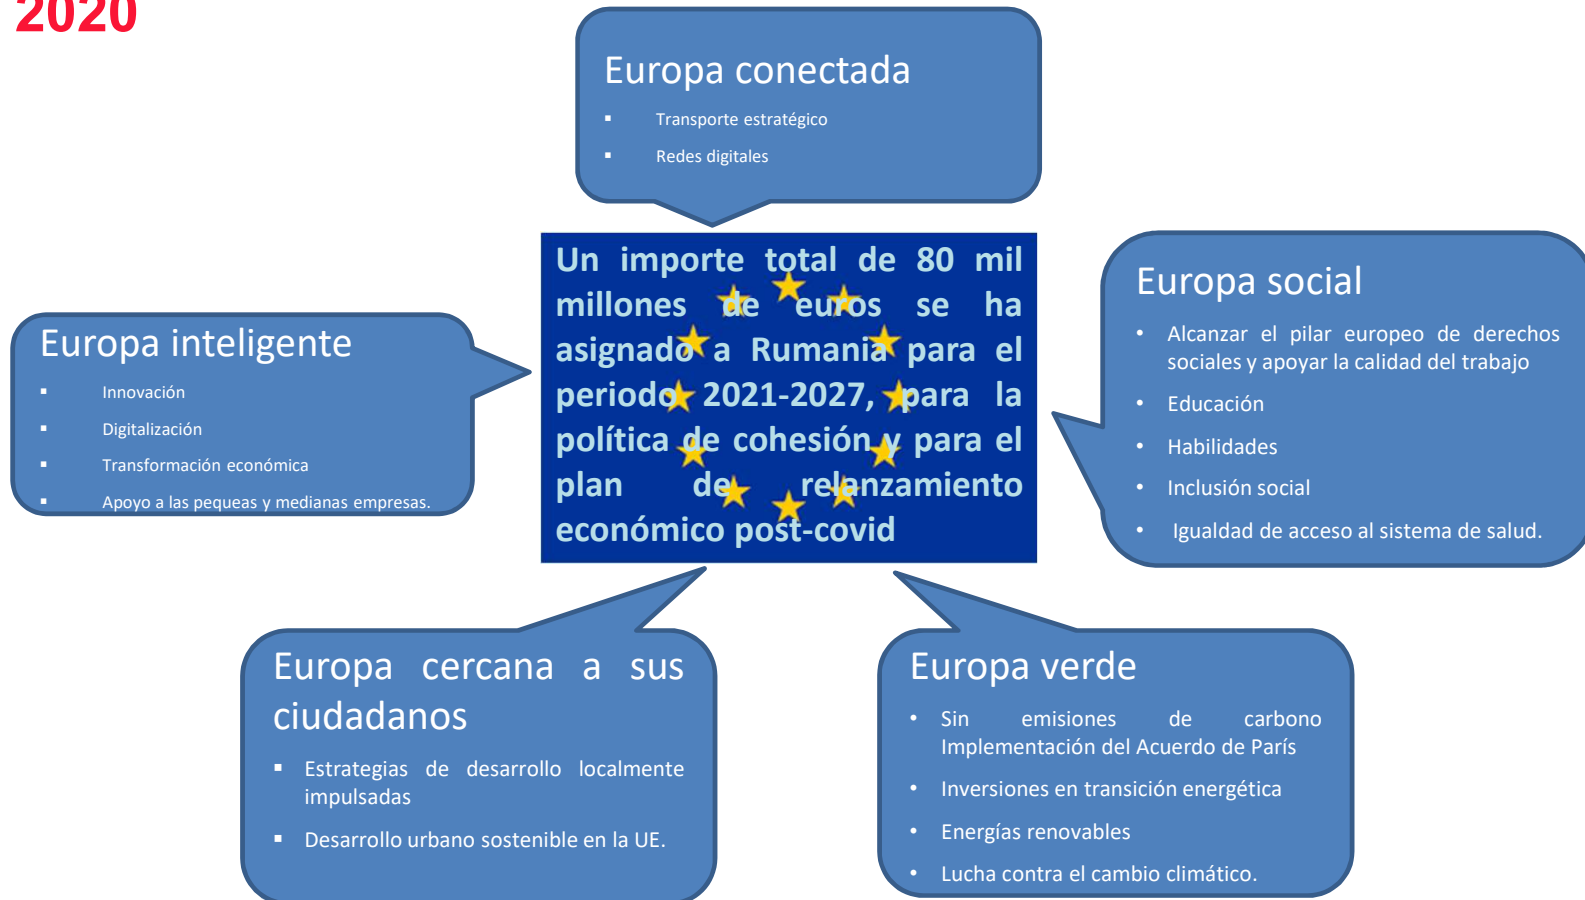 2020
Europa conectada
▪ Transporte estratégico
▪ Redes digitales
Un importe total de 80 mil
millones de euros se ha
asignado a Rumania para el
periodo 2021-2027, para la
política de cohesión y para el
plan de relanzamiento
económico post-covid
Europa inteligente
▪ Innovación
▪ Digitalización
▪ Transformación económica
▪ Apoyo a las pequeas y medianas empresas.
Europa social
• Alcanzar el pilar europeo de derechos
sociales y apoyar la calidad del trabajo
• Educación
• Habilidades
• Inclusión social
• Igualdad de acceso al sistema de salud.
Europa cercana a sus
ciudadanos
▪ Estrategias de desarrollo localmente
impulsadas
▪ Desarrollo urbano sostenible en la UE.
Europa verde
• Sin emisiones de carbono
Implementación del Acuerdo de París
• Inversiones en transición energética
• Energías renovables
• Lucha contra el cambio climático.